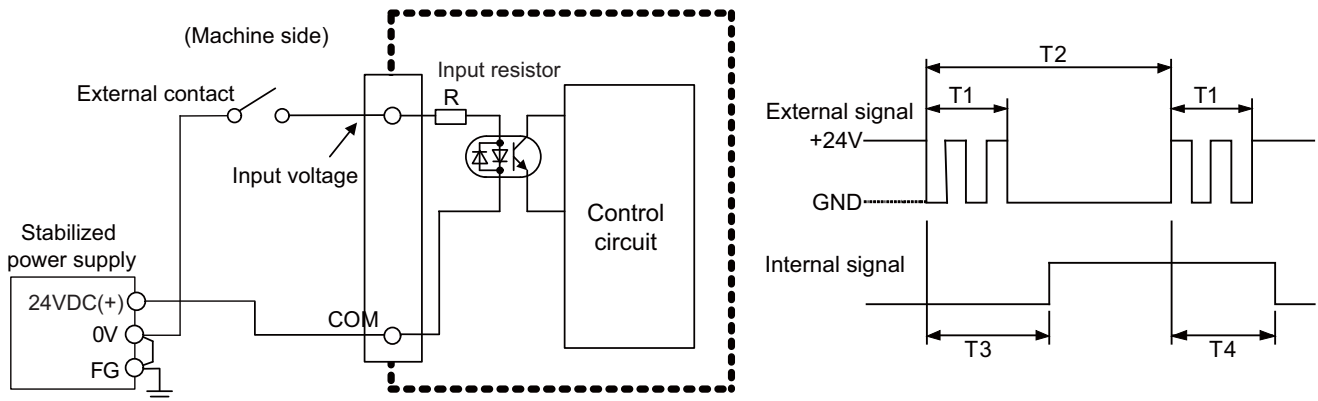 (Machine side)
External contact
Input voltage
Input resistor
R
Control
circuit
Stabilized
power supply
24VDC(+)
0V
FG
COM
T2
T1
T1
External signal
+24V
GND
Internal signal
T3
T4